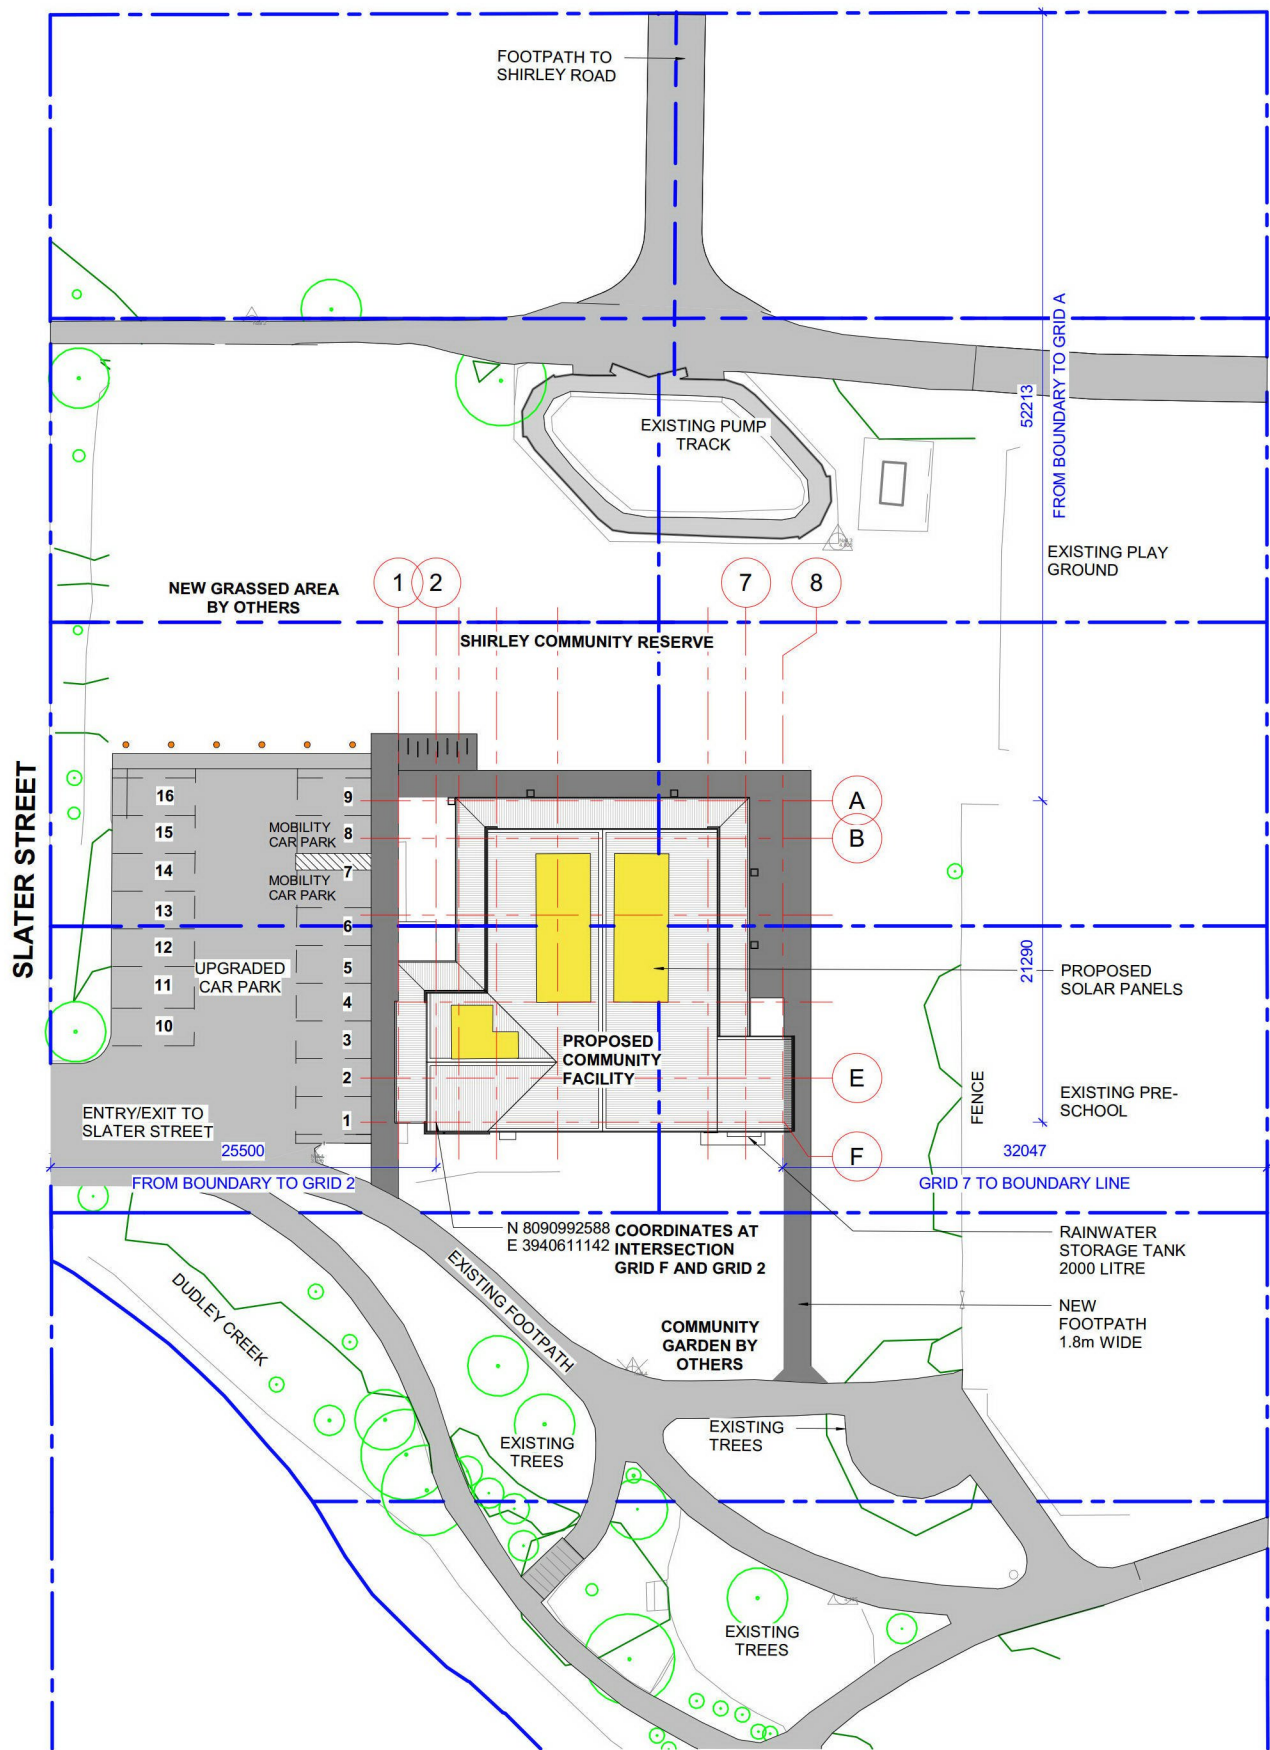 FOOTPATH TO
SHIRLEY ROAD
FROM BOUNDARY TO GRID A
52213
EXISTING PUMP
TRACK
EXISTING PLAY
GROUND
1
2
7
8
NEW GRASSED AREA
BY OTHERS
SHIRLEY COMMUNITY RESERVE
SLATER STREET
A
B
E
F
16
15
14
13
12
11
10
9
MOBILITY
CAR PARK
8
MOBILITY
CAR PARK
7
6
5
4
3
2
1
UPGRADED
CAR PARK
21290
PROPOSED
SOLAR PANELS
PROPOSED
COMMUNITY
FACILITY
FENCE
EXISTING PRE-
SCHOOL
ENTRY/EXIT TO
SLATER STREET
25500
FROM BOUNDARY TO GRID 2
32047
GRID 7 TO BOUNDARY LINE
N 8090992588
E 3940611142
COORDINATES AT
INTERSECTION
GRID F AND GRID 2
RAINWATER
STORAGE TANK
2000 LITRE
NEW
FOOTPATH
1.8m WIDE
EXISTING FOOTPATH
DUDLEY CREEK
COMMUNITY
GARDEN BY
OTHERS
EXISTING
TREES
EXISTING
TREES
EXISTING
TREES